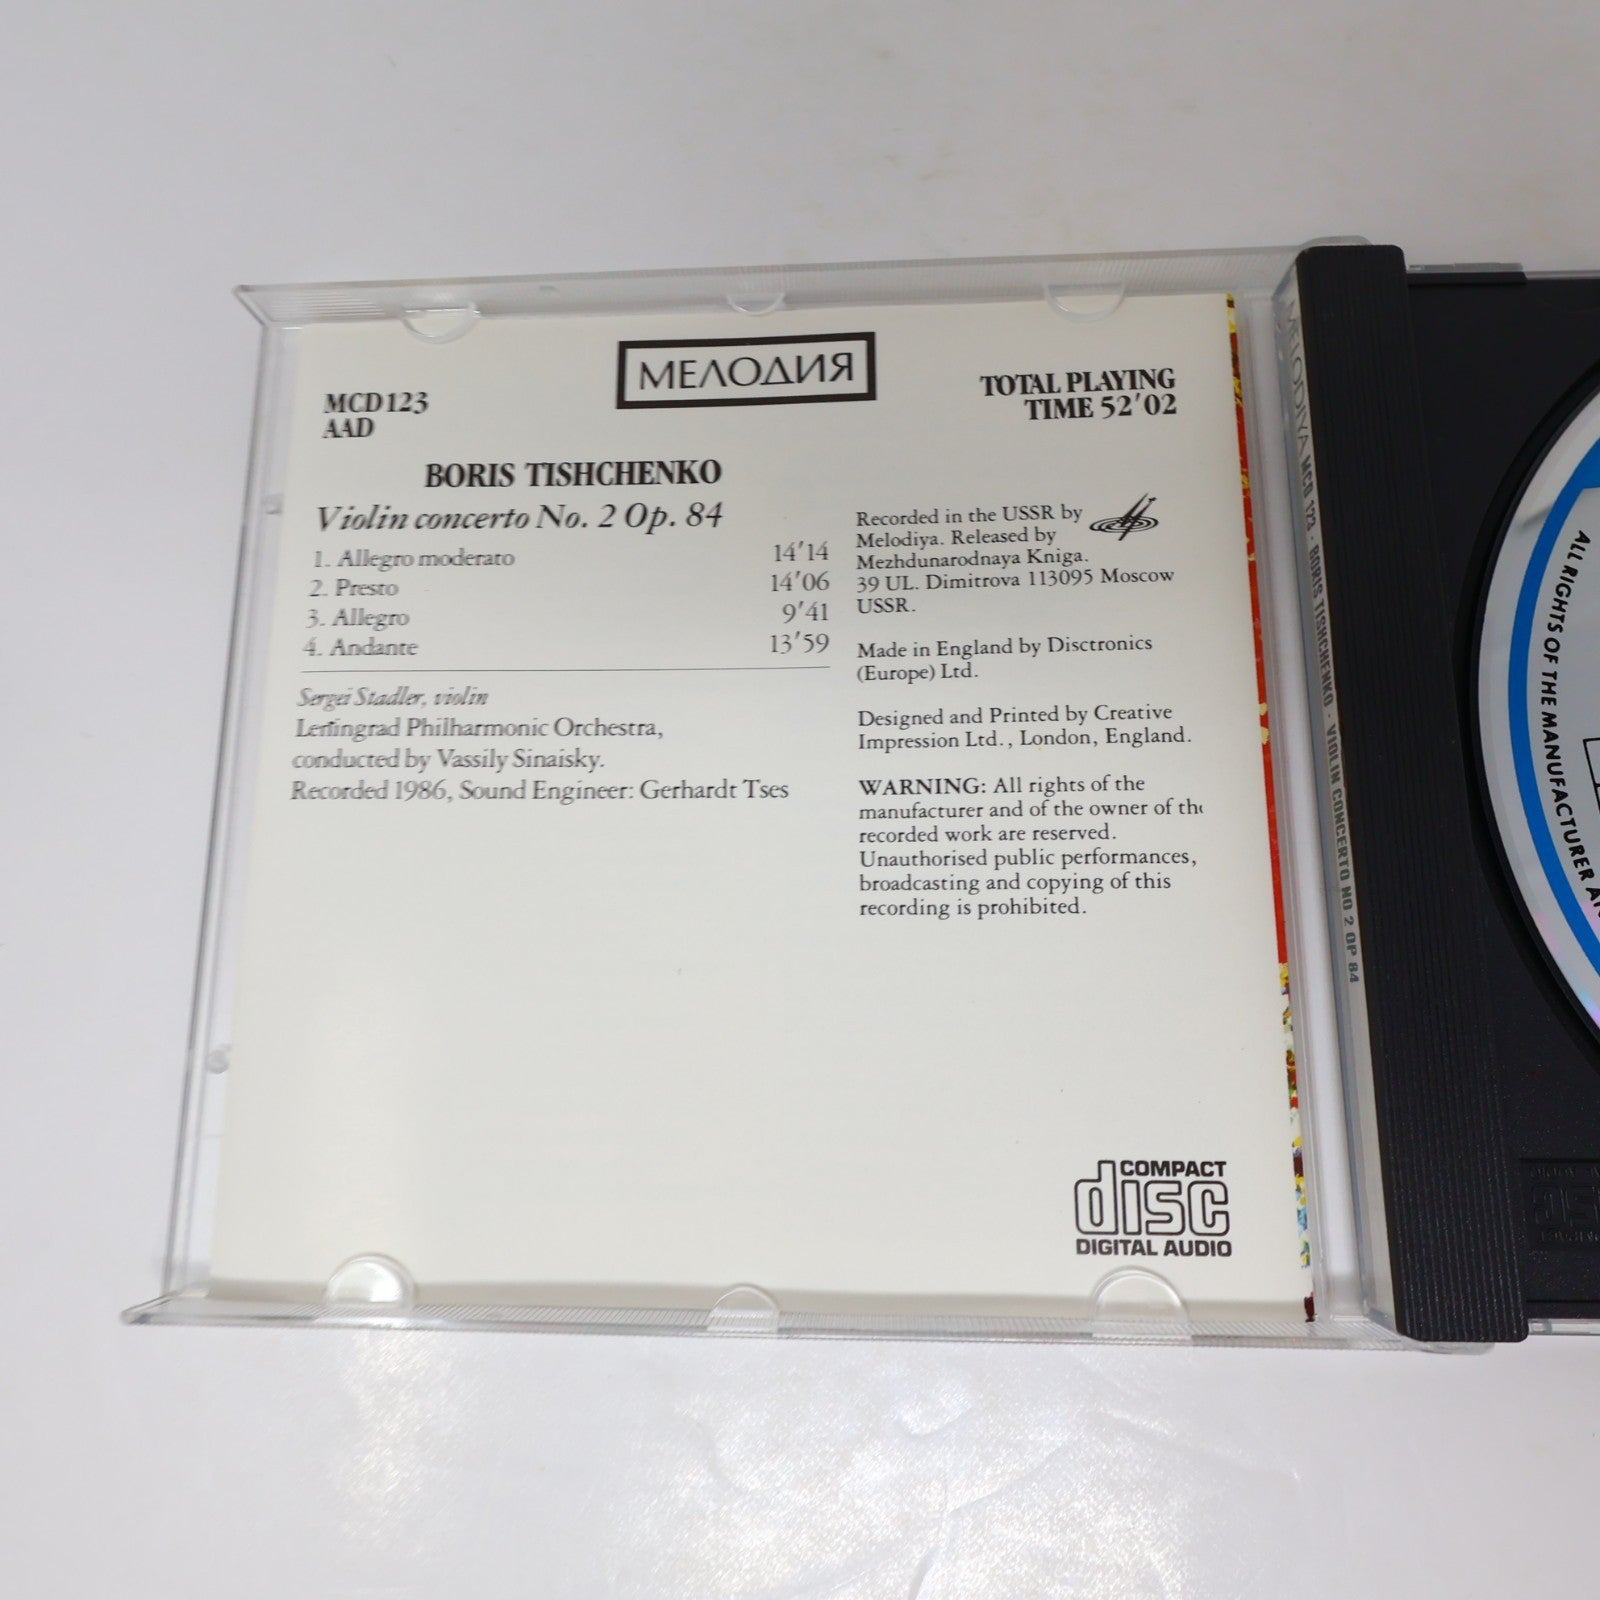 МЕЛОДИЯ
MCD123
AAD
TOTAL PLAYING
TIME 52'02
BORIS TISHCHENKO
Violin concerto No. 2 Op. 84
1. Allegro moderato 14'14
2. Presto 14'06
3. Allegro 9'41
4. Andante 13'59
Sergei Stadler, violin
Leningrad Philharmonic Orchestra,
conducted by Vassily Sinaisky.
Recorded 1986, Sound Engineer: Gerhardt Tses
Recorded in the USSR by
Melodiya. Released by
Mezhdunarodnaya Kniga.
39 UL. Dimitrova 113095 Moscow
USSR.
Made in England by Disctronics
(Europe) Ltd.
Designed and Printed by Creative
Impression Ltd., London, England.
WARNING: All rights of the
manufacturer and of the owner of the
recorded work are reserved.
Unauthorised public performances,
broadcasting and copying of this
recording is prohibited.
COMPACT
disc
DIGITAL AUDIO
MELODIYA MCD 123 · BORIS TISHCHENKO · VIOLIN CONCERTO NO 2 OP 84
ALL RIGHTS OF THE MANUFACTURER